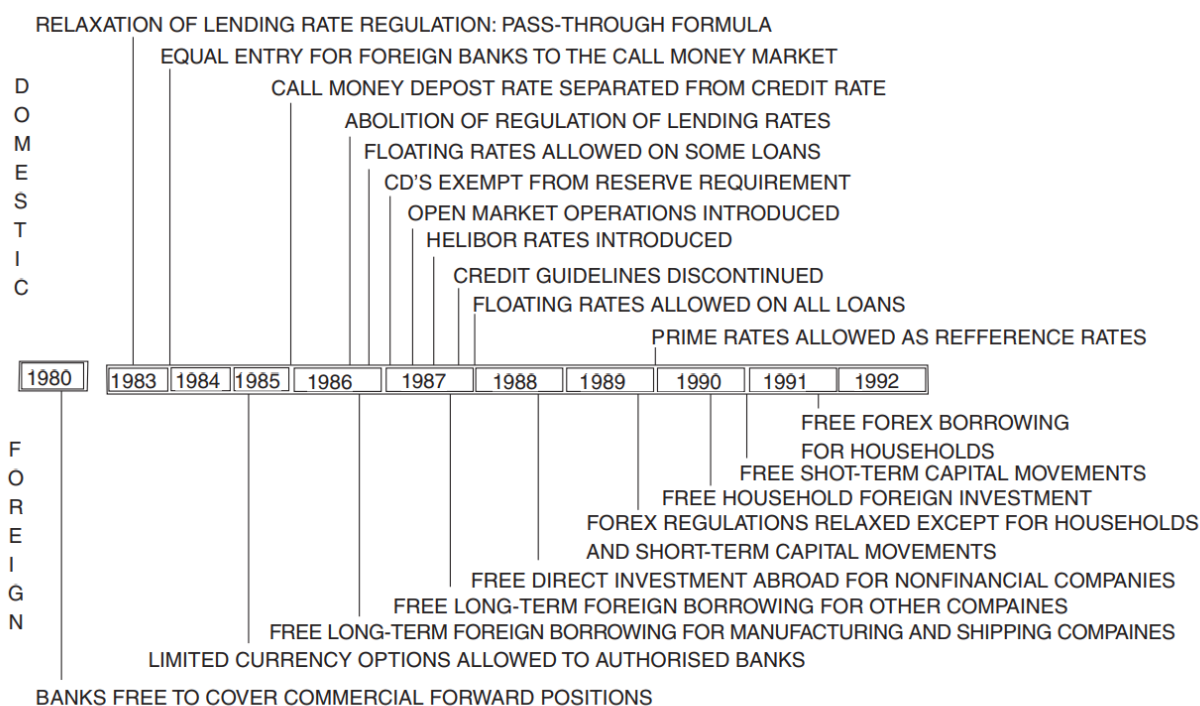 RELAXATION OF LENDING RATE REGULATION: PASS-THROUGH FORMULA
EQUAL ENTRY FOR FOREIGN BANKS TO THE CALL MONEY MARKET
CALL MONEY DEPOST RATE SEPARATED FROM CREDIT RATE
ABOLITION OF REGULATION OF LENDING RATES
FLOATING RATES ALLOWED ON SOME LOANS
CD'S EXEMPT FROM RESERVE REQUIREMENT
OPEN MARKET OPERATIONS INTRODUCED
HELIBOR RATES INTRODUCED
CREDIT GUIDELINES DISCONTINUED
FLOATING RATES ALLOWED ON ALL LOANS
PRIME RATES ALLOWED AS REFFERENCE RATES
DOMESTIC
1980 1983 1984 1985 1986 1987 1988 1989 1990 1991 1992
FOREIGN
FREE FOREX BORROWING
FOR HOUSEHOLDS
FREE SHOT-TERM CAPITAL MOVEMENTS
FREE HOUSEHOLD FOREIGN INVESTMENT
FOREX REGULATIONS RELAXED EXCEPT FOR HOUSEHOLDS
AND SHORT-TERM CAPITAL MOVEMENTS
FREE DIRECT INVESTMENT ABROAD FOR NONFINANCIAL COMPANIES
FREE LONG-TERM FOREIGN BORROWING FOR OTHER COMPAINES
FREE LONG-TERM FOREIGN BORROWING FOR MANUFACTURING AND SHIPPING COMPAINES
LIMITED CURRENCY OPTIONS ALLOWED TO AUTHORISED BANKS
BANKS FREE TO COVER COMMERCIAL FORWARD POSITIONS